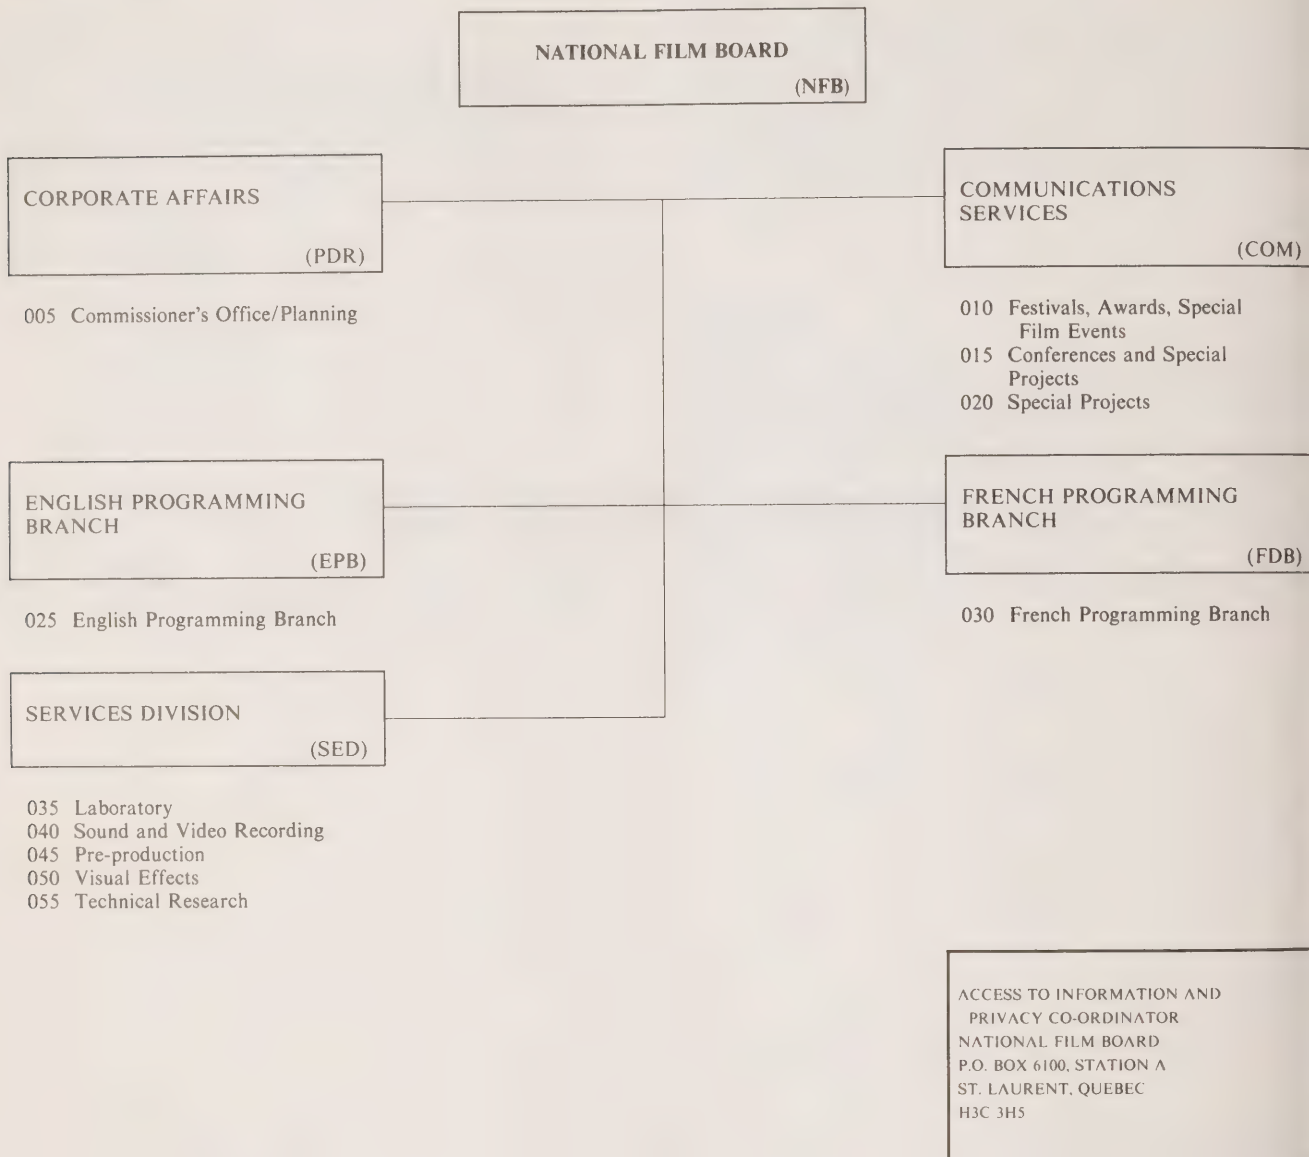 NATIONAL FILM BOARD
(NFB)
CORPORATE AFFAIRS
(PDR)
005 Commissioner's Office/Planning
COMMUNICATIONS
SERVICES
(COM)
010 Festivals, Awards, Special
Film Events
015 Conferences and Special
Projects
020 Special Projects
ENGLISH PROGRAMMING
BRANCH
(EPB)
025 English Programming Branch
FRENCH PROGRAMMING
BRANCH
(FDB)
030 French Programming Branch
SERVICES DIVISION
(SED)
035 Laboratory
040 Sound and Video Recording
045 Pre-production
050 Visual Effects
055 Technical Research
ACCESS TO INFORMATION AND
PRIVACY CO-ORDINATOR
NATIONAL FILM BOARD
P.O. BOX 6100, STATION A
ST. LAURENT, QUEBEC
H3C 3H5